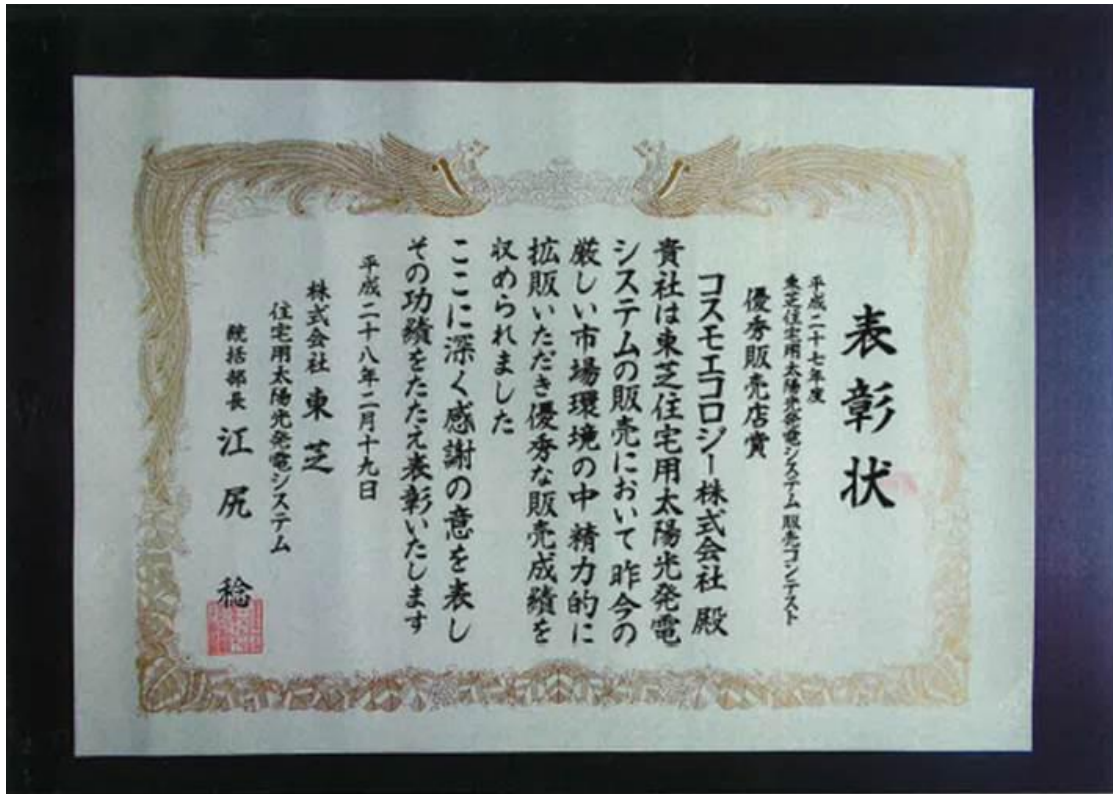 表彰状
平成二十七年度
東芝住宅用太陽光発電システム 販売コンテスト
優秀販売店賞
コスモエコロジー株式会社 殿
貴社は東芝住宅用太陽光発電
システムの販売において昨今の
厳しい市場環境の中 精力的に
拡販いただき優秀な販売成績を
収められました
ここに深く感謝の意を表し
その功績をたたえ表彰いたします
平成二十八年二月十九日
株式会社 東芝
住宅用太陽光発電システム
統括部長 江尻 稔